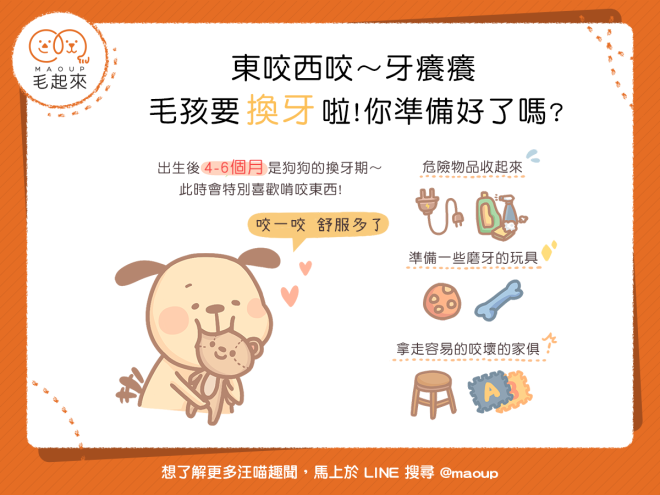 MAOUP
毛起來
東咬西咬～牙癢癢
毛孩要 換牙 啦!你準備好了嗎?
出生後 4-6個月 是狗狗的換牙期～
此時會特別喜歡啃咬東西!
咬一咬 舒服多了
危險物品收起來
準備一些磨牙的玩具
拿走容易的咬壞的家俱
A
想了解更多汪喵趣聞，馬上於 LINE 搜尋 @maoup